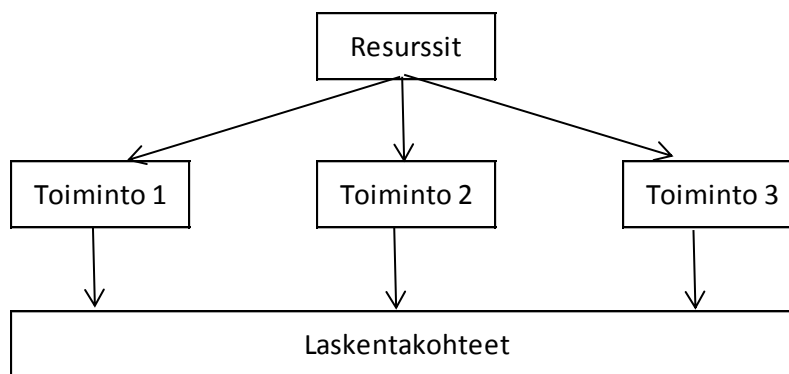 Resurssit
Toiminto 1
Toiminto 2
Toiminto 3
Laskentakohteet